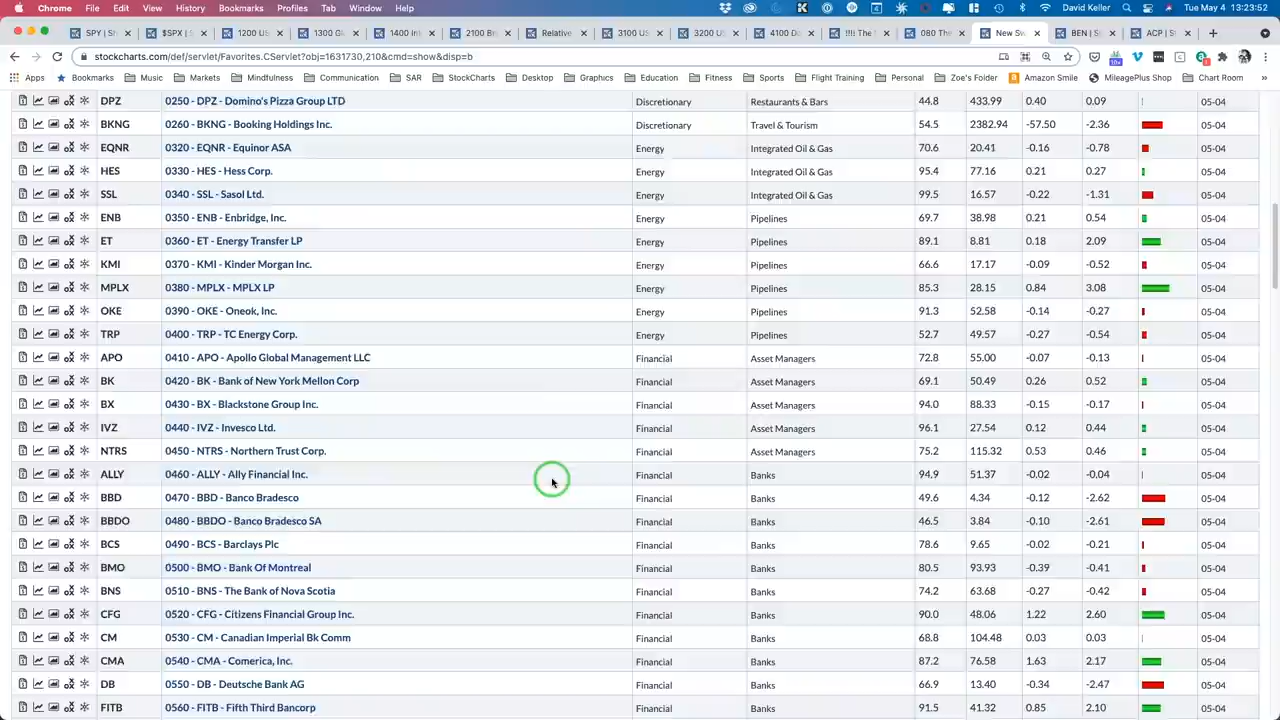 Chrome File Edit View History Bookmarks Profiles Tab Window Help David Keller Tue May 4 13:23:52
SPY | S $SPX | S 1200 US 1300 S 1400 Int 2100 B Relative 3100 US 3200 US 4100 D !!!The 080 Th New Sw BEN | S ACP | S
stockcharts.com/def/servlet/Favorites.CServlet?obj=1631730,210&cmd=show&disp=b
Apps Bookmarks Music Markets Mindfulness Communication SAR StockCharts Desktop Graphics Education Fitness Sports Flight Training Personal Zoe's Folder Amazon Smile MileagePlus Shop Chart Room
DPZ 0250 - DPZ - Domino's Pizza Group LTD Discretionary Restaurants & Bars 44.8 433.99 0.40 0.09 05-04
BKNG 0260 - BKNG - Booking Holdings Inc. Discretionary Travel & Tourism 54.5 2382.94 -57.50 -2.36 05-04
EQNR 0320 - EQNR - Equinor ASA Energy Integrated Oil & Gas 70.6 20.41 -0.16 -0.78 05-04
HES 0330 - HES - Hess Corp. Energy Integrated Oil & Gas 95.4 77.16 0.21 0.27 05-04
SSL 0340 - SSL - Sasol Ltd. Energy Integrated Oil & Gas 99.5 16.57 -0.22 -1.31 05-04
ENB 0350 - ENB - Enbridge, Inc. Energy Pipelines 69.7 38.98 0.21 0.54 05-04
ET 0360 - ET - Energy Transfer LP Energy Pipelines 89.1 8.81 0.18 2.09 05-04
KMI 0370 - KMI - Kinder Morgan Inc. Energy Pipelines 66.6 17.17 -0.09 -0.52 05-04
MPLX 0380 - MPLX - MPLX LP Energy Pipelines 85.3 28.15 0.84 3.08 05-04
OKE 0390 - OKE - Oneok, Inc. Energy Pipelines 91.3 52.58 -0.14 -0.27 05-04
TRP 0400 - TRP - TC Energy Corp. Energy Pipelines 52.7 49.57 -0.27 -0.54 05-04
APO 0410 - APO - Apollo Global Management LLC Financial Asset Managers 72.8 55.00 -0.07 -0.13 05-04
BK 0420 - BK - Bank of New York Mellon Corp Financial Asset Managers 69.1 50.49 0.26 0.52 05-04
BX 0430 - BX - Blackstone Group Inc. Financial Asset Managers 94.0 88.33 -0.15 -0.17 05-04
IVZ 0440 - IVZ - Invesco Ltd. Financial Asset Managers 96.1 27.54 0.12 0.44 05-04
NTRS 0450 - NTRS - Northern Trust Corp. Financial Asset Managers 75.2 115.32 0.53 0.46 05-04
ALLY 0460 - ALLY - Ally Financial Inc. Financial Banks 94.9 51.37 -0.02 -0.04 05-04
BBD 0470 - BBD - Banco Bradesco Financial Banks 49.6 4.34 -0.12 -2.62 05-04
BBDO 0480 - BBDO - Banco Bradesco SA Financial Banks 46.5 3.84 -0.10 -2.61 05-04
BCS 0490 - BCS - Barclays Plc Financial Banks 78.6 9.65 -0.02 -0.21 05-04
BMO 0500 - BMO - Bank Of Montreal Financial Banks 80.5 93.93 -0.39 -0.41 05-04
BNS 0510 - BNS - The Bank of Nova Scotia Financial Banks 74.2 63.68 -0.27 -0.42 05-04
CFG 0520 - CFG - Citizens Financial Group Inc. Financial Banks 90.0 48.06 1.22 2.60 05-04
CM 0530 - CM - Canadian Imperial Bk Comm Financial Banks 68.8 104.48 0.03 0.03 05-04
CMA 0540 - CMA - Comerica, Inc. Financial Banks 87.2 76.58 1.63 2.17 05-04
DB 0550 - DB - Deutsche Bank AG Financial Banks 66.9 13.40 -0.34 -2.47 05-04
FITB 0560 - FITB - Fifth Third Bancorp Financial Banks 91.5 41.32 0.85 2.10 05-04